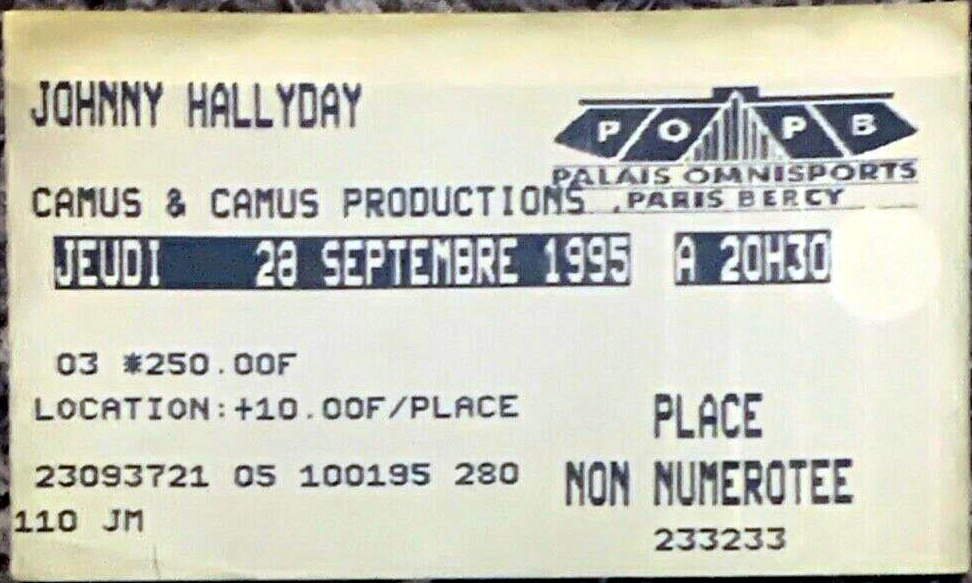 JOHNNY HALLYDAY
P O P B
PALAIS OMNISPORTS
PARIS BERCY
CAMUS & CAMUS PRODUCTIONS
JEUDI 28 SEPTEMBRE 1995 A 20H30
03 *250.00F
LOCATION:+10.00F/PLACE
PLACE
NON NUMEROTEE
23093721 05 100195 280
110 JM
233233